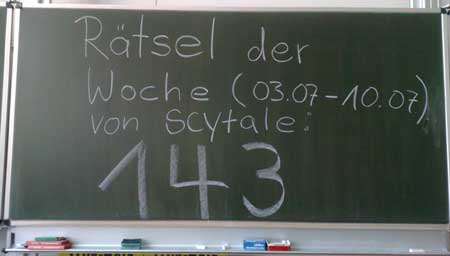 Rätsel der
Woche (03.07-10.07)
von scytale:
143